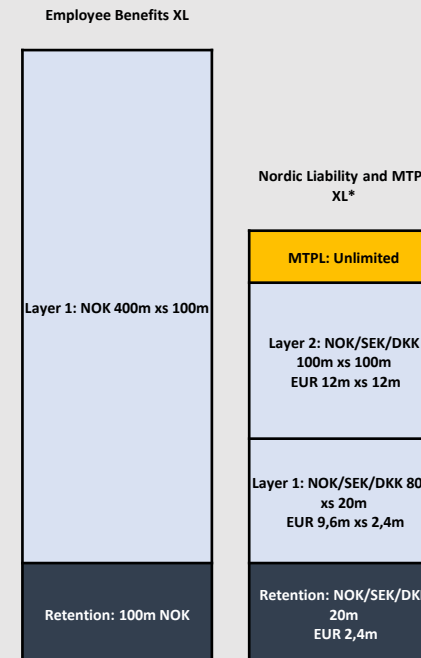 Employee Benefits XL
Layer 1: NOK 400m xs 100m
Retention: 100m NOK
Nordic Liability and MTP
XL*
MTPL: Unlimited
Layer 2: NOK/SEK/DKK
100m xs 100m
EUR 12m xs 12m
Layer 1: NOK/SEK/DKK 80
xs 20m
EUR 9,6m xs 2,4m
Retention: NOK/SEK/DK
20m
EUR 2,4m